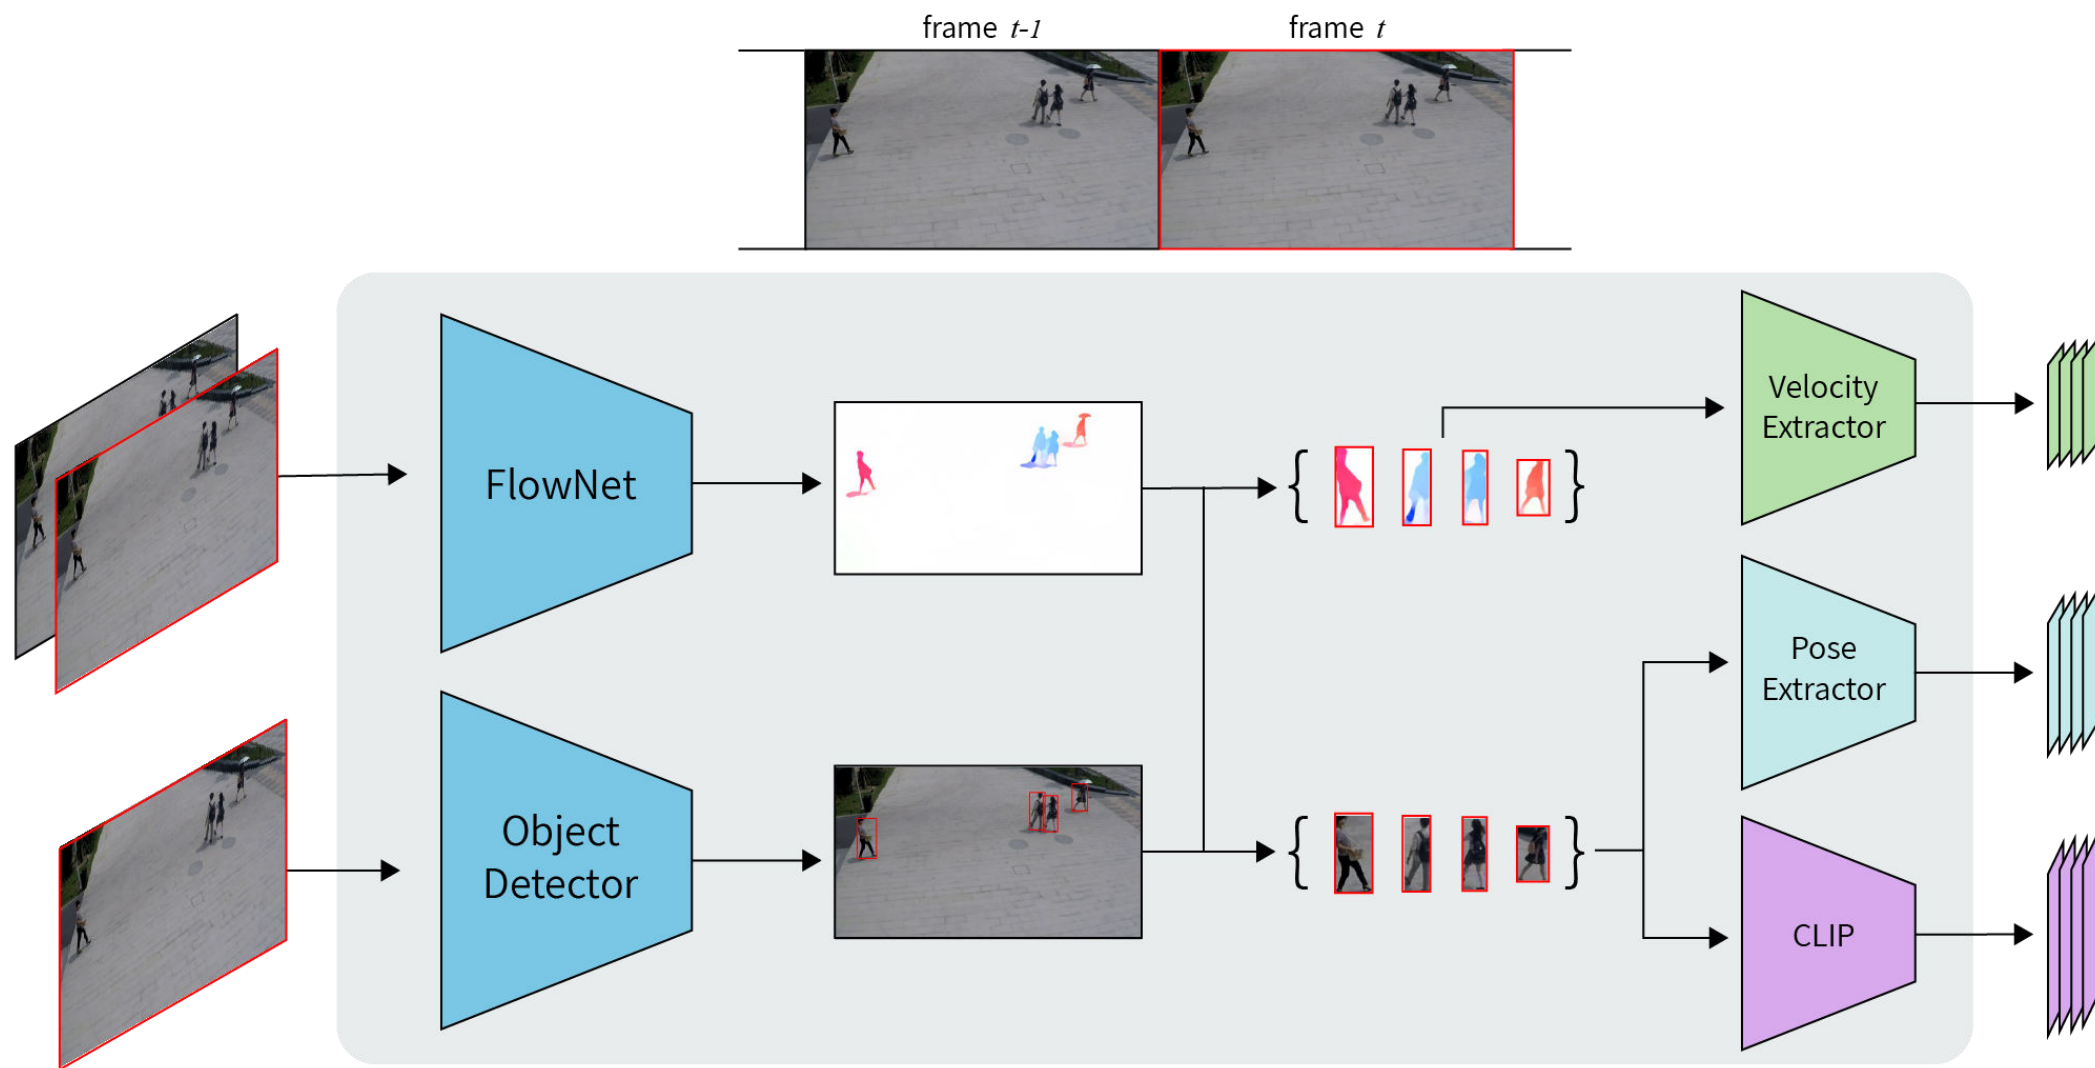 frame t-1
frame t
FlowNet
Velocity
Extractor
Pose
Extractor
Object
Detector
CLIP